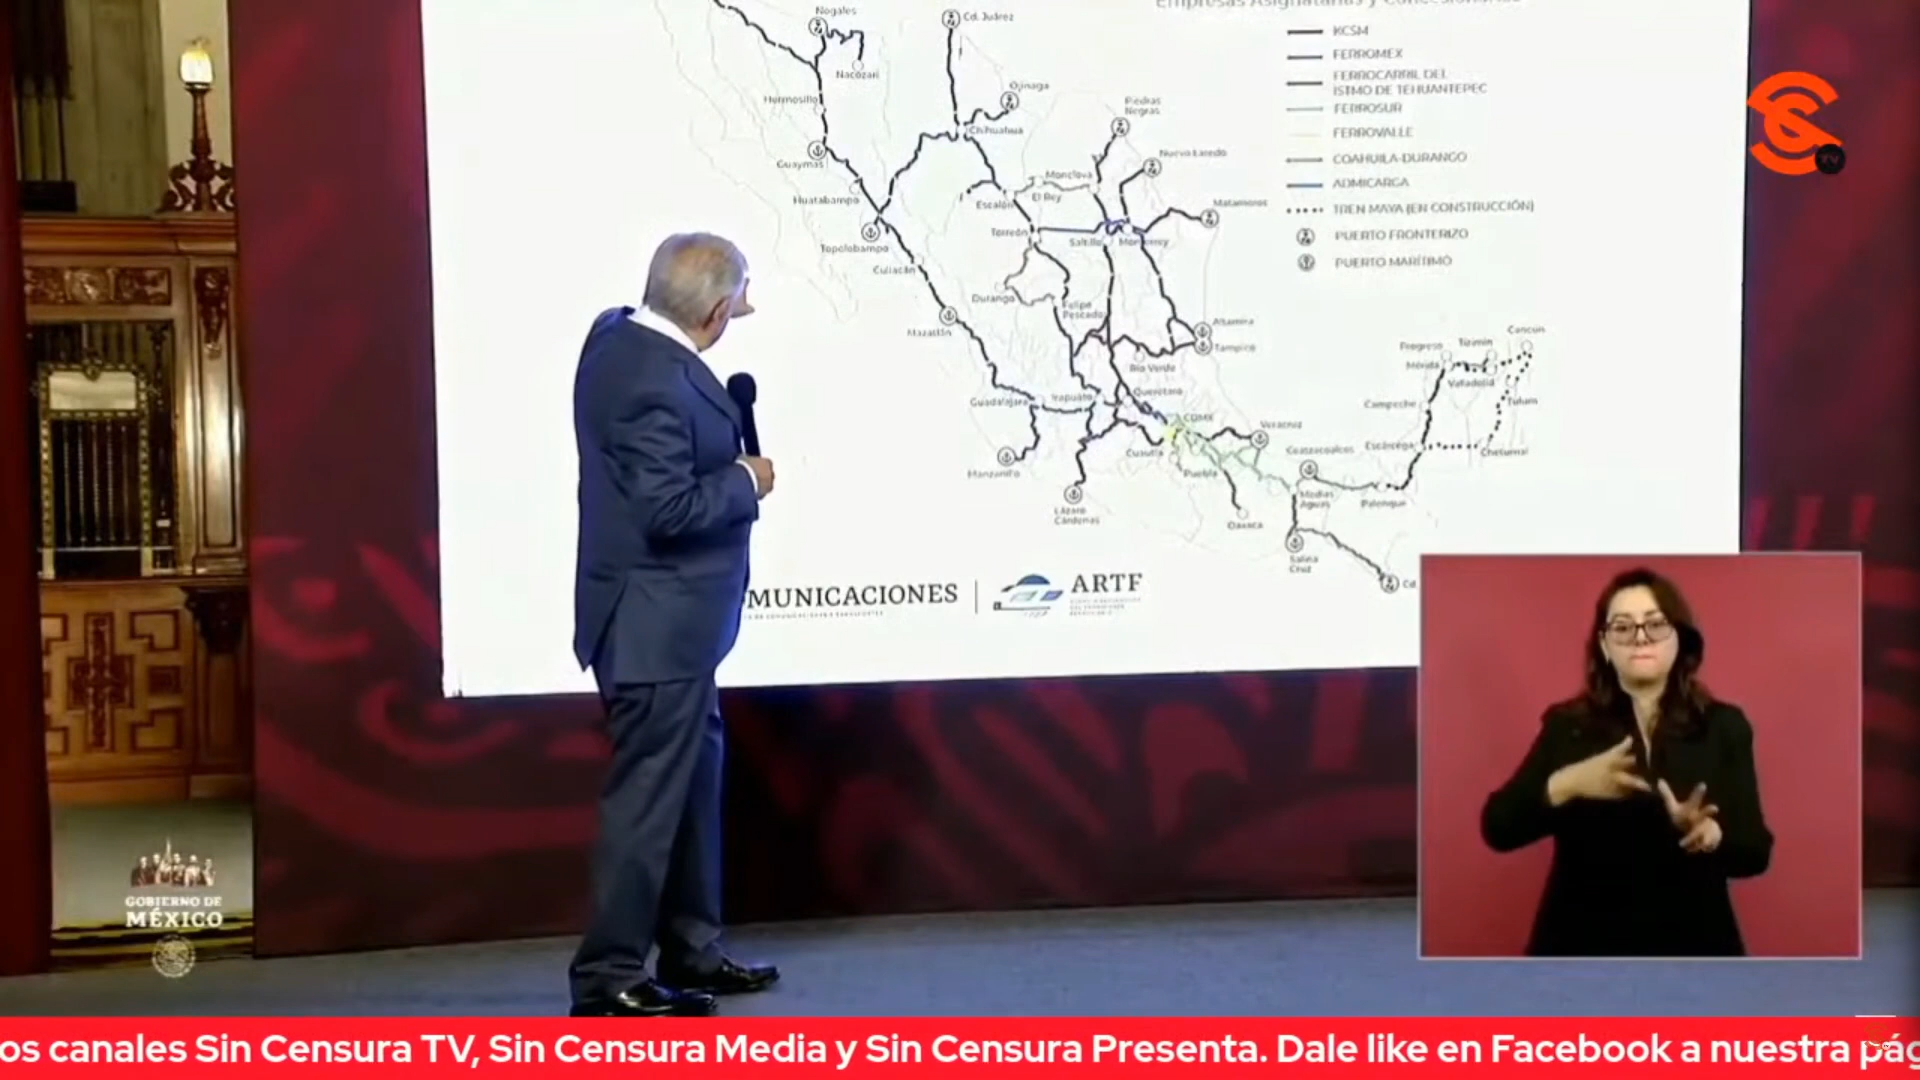 Empresas Asignatarias y Concesionarias
KCSM
FERROMEX
FERROCARRIL DEL
ISTMO DE TEHUANTEPEC
FERROSUR
FERROVALLE
COAHUILA-DURANGO
ADMICARGA
TREN MAYA (EN CONSTRUCCIÓN)
PUERTO FRONTERIZO
PUERTO MARÍTIMO
TV
Nogales
Cd. Juárez
Nacozari
Ojinaga
Hermosillo
Piedras
Negras
Chihuahua
Guaymas
Nuevo Laredo
Monclova
Huatabampo
Escalón
El Rey
Matamoros
Topolobampo
Torreón
Saltillo
Monterrey
Culiacán
Durango
Felipe
Pescador
Mazatlán
Altamira
Tampico
Río Verde
Cancún
Progreso
Tizimín
Mérida
Valladolid
Tulum
Guadalajara
Irapuato
Querétaro
Campeche
CDMX
Veracruz
Coatzacoalcos
Escárcega
Chetumal
Manzanillo
Cuautla
Puebla
Medias
Aguas
Palenque
Lázaro
Cárdenas
Oaxaca
Salina
Cruz
Cd
MUNICACIONES
ARTF
GOBIERNO DE
MÉXICO
os canales Sin Censura TV, Sin Censura Media y Sin Censura Presenta. Dale like en Facebook a nuestra pág